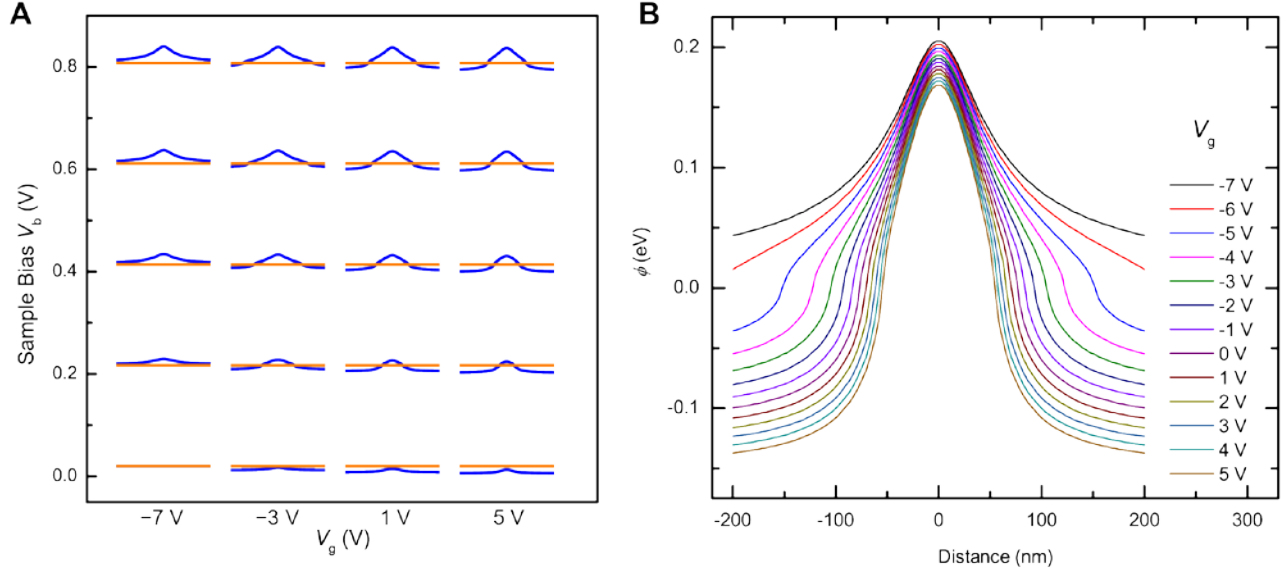 A
Sample Bias Vb (V)
0.8
0.6
0.4
0.2
0.0
−7 V −3 V 1 V 5 V
Vg (V)
B
ϕ (eV)
0.2
0.1
0.0
-0.1
Vg
-7 V
-6 V
-5 V
-4 V
-3 V
-2 V
-1 V
0 V
1 V
2 V
3 V
4 V
5 V
-200 -100 0 100 200 300
Distance (nm)